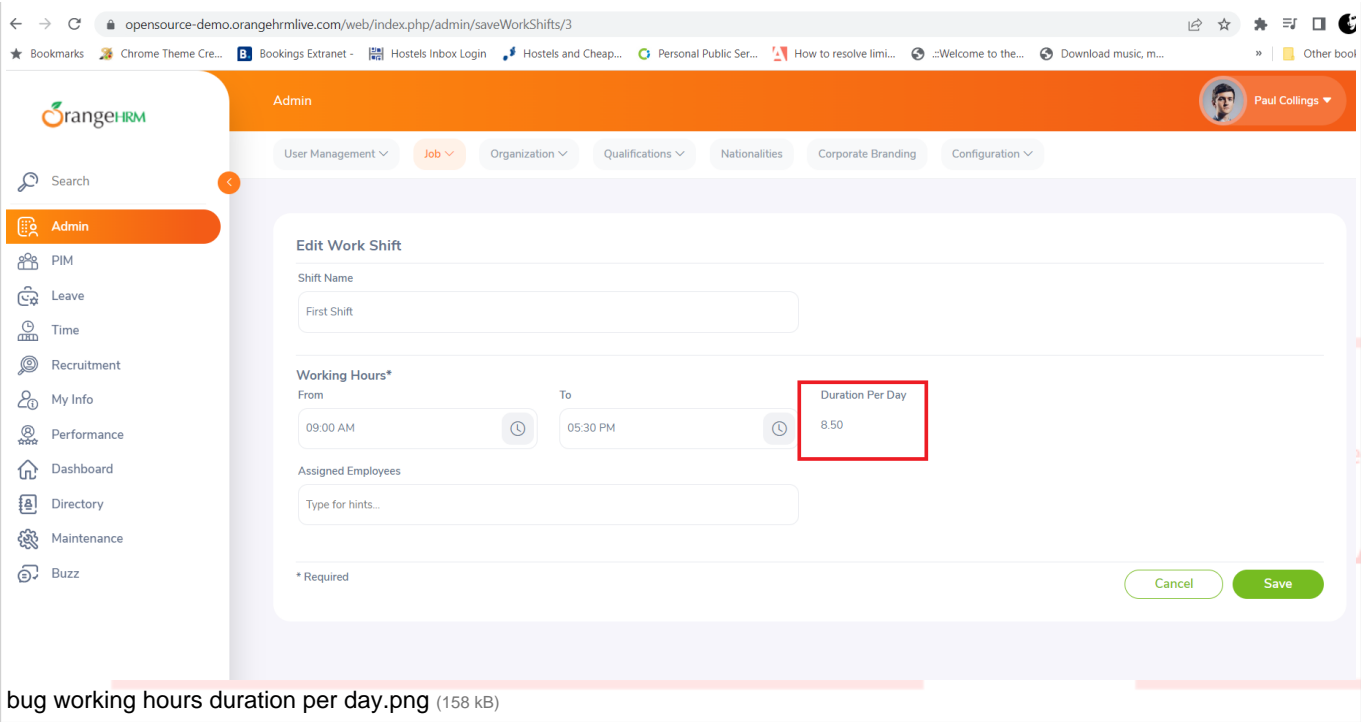 opensource-demo.orangehrmlive.com/web/index.php/admin/saveWorkShifts/3
Bookmarks Chrome Theme Cre... B. Bookings Extranet - Hostels Inbox Login Hostels and Cheap... Personal Public Ser... How to resolve limi... .::Welcome to the... Download music, m... » Other book
OrangeHRM
Admin
Paul Collings
User Management Job Organization Qualifications Nationalities Corporate Branding Configuration
Search
Admin
PIM
Leave
Time
Recruitment
My Info
Performance
Dashboard
Directory
Maintenance
Buzz
Edit Work Shift
Shift Name
First Shift
Working Hours*
From To Duration Per Day
09:00 AM 05:30 PM 8.50
Assigned Employees
Type for hints...
* Required
Cancel Save
bug working hours duration per day.png (158 kB)